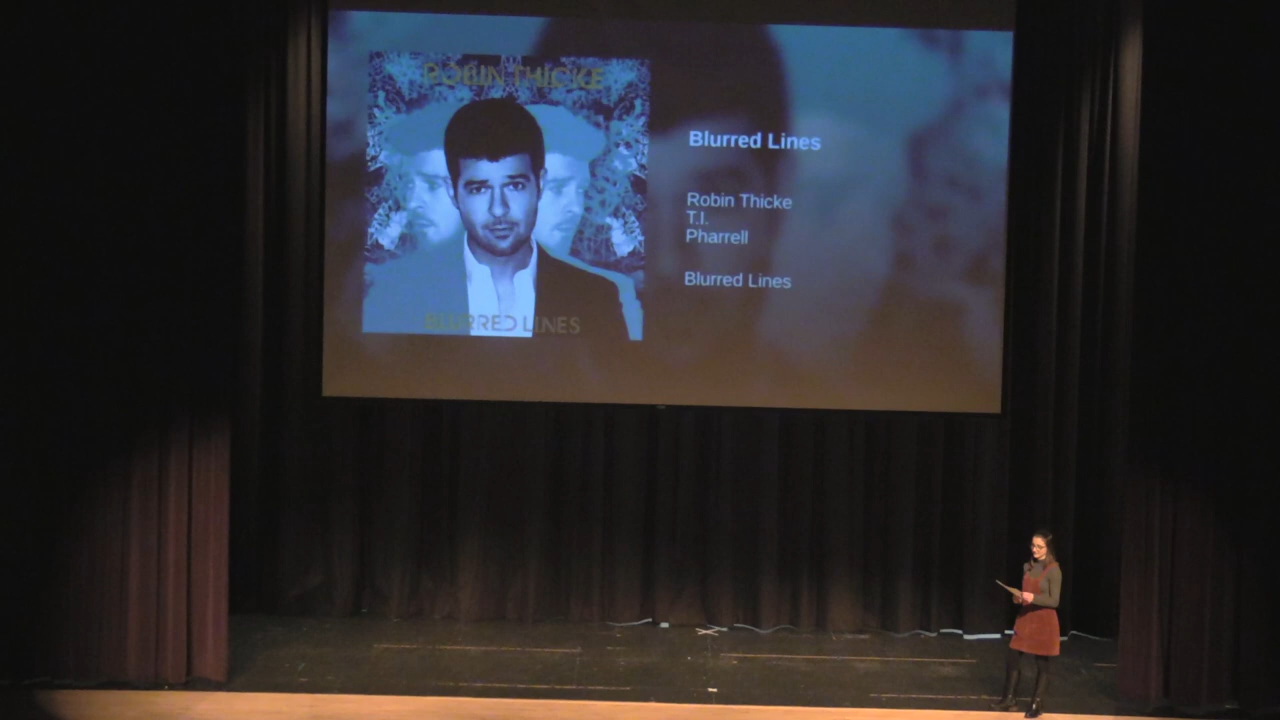 ROBIN THICKE
BLURRED LINES
Blurred Lines
Robin Thicke
T.I.
Pharrell
Blurred Lines